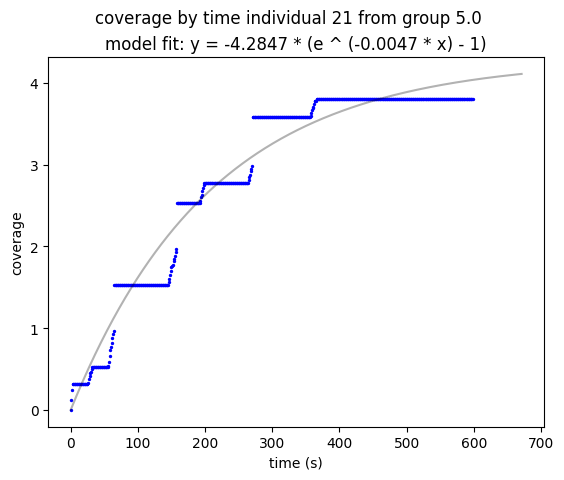 coverage by time individual 21 from group 5.0
model fit: y = -4.2847 * (e ^ (-0.0047 * x) - 1)
4
3
2
1
0
coverage
0 100 200 300 400 500 600 700
time (s)